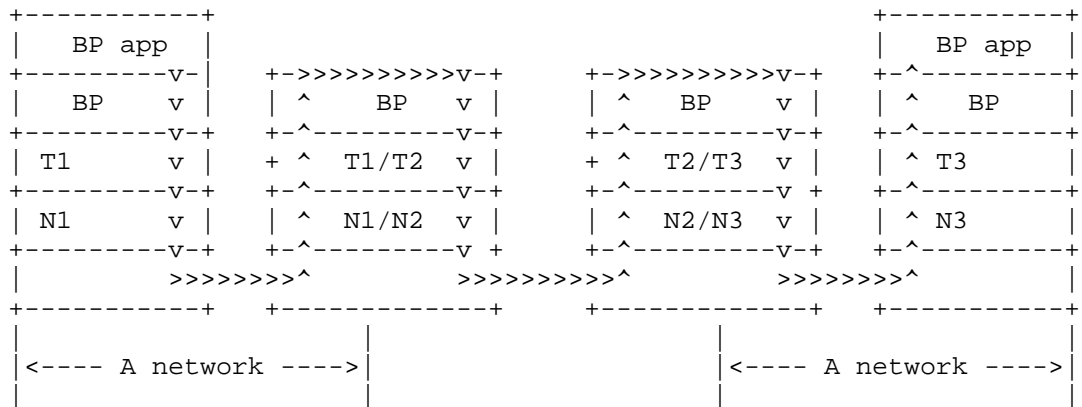 +-----------+                                         +-----------+
|   BP app  |                                         |   BP app  |
+---------v-|   +->>>>>>>>>>v-+     +->>>>>>>>>>v-+   +-^---------+
|   BP    v |   | ^    BP   v |     | ^   BP    v |   | ^   BP    |
+---------v-+   +-^---------v-+     +-^---------v-+   +-^---------+
| T1      v |   + ^  T1/T2  v |     + ^  T2/T3  v |   | ^ T3      |
+---------v-+   +-^---------v-+     +-^---------v +   +-^---------+
| N1      v |   | ^  N1/N2  v |     | ^  N2/N3  v |   | ^ N3      |
+---------v-+   +-^---------v +     +-^---------v-+   +-^---------+
|         >>>>>>>>^         >>>>>>>>>>^         >>>>>>>>^         |
+-----------+   +-------------+     +-------------+   +-----------+
|                     |                     |                     |
|<---- A network ---->|                     |<---- A network ---->|
|                     |                     |                     |